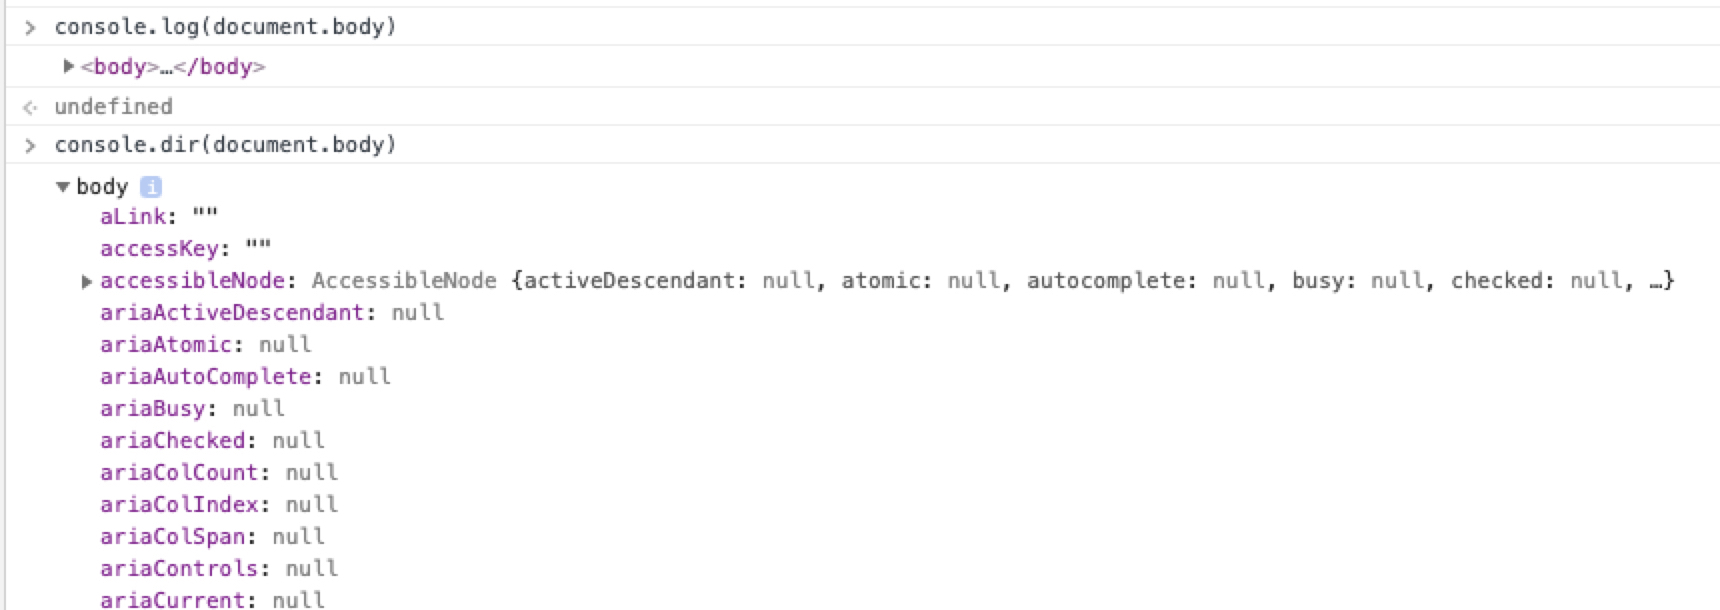 > console.log(document.body)
▶<body>…</body>
<· undefined
> console.dir(document.body)
▼body i
aLink: ""
accessKey: ""
▶accessibleNode: AccessibleNode {activeDescendant: null, atomic: null, autocomplete: null, busy: null, checked: null, …}
ariaActiveDescendant: null
ariaAtomic: null
ariaAutoComplete: null
ariaBusy: null
ariaChecked: null
ariaColCount: null
ariaColIndex: null
ariaColSpan: null
ariaControls: null
ariaCurrent: null